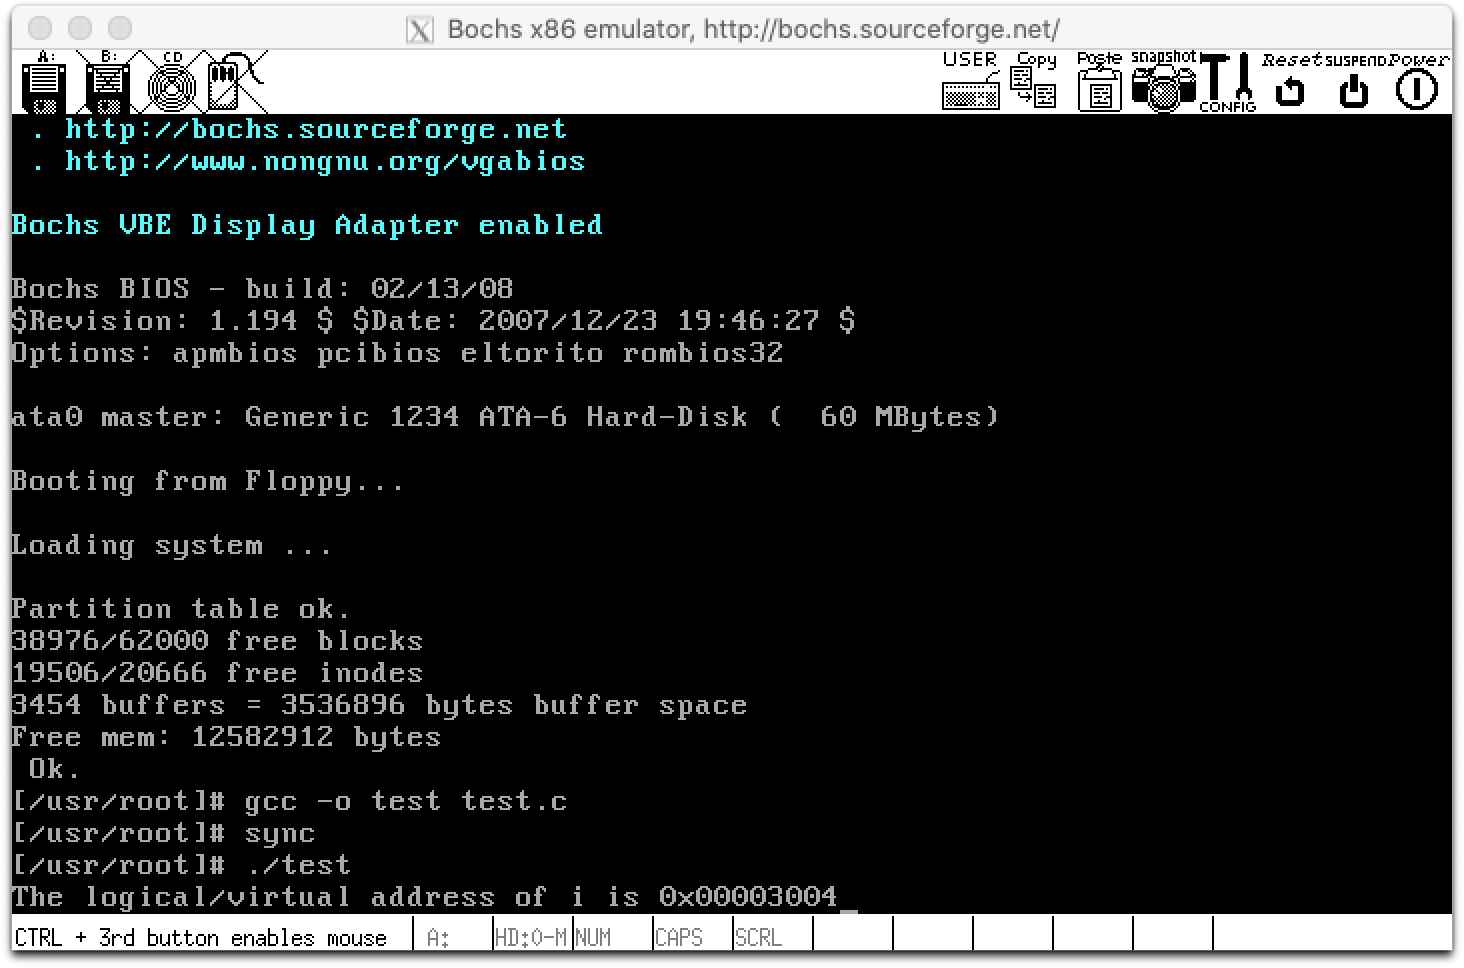 Bochs x86 emulator, http://bochs.sourceforge.net/
A: B: CD USER Copy Paste snapshot CONFIG Reset SUSPEND Power
. http://bochs.sourceforge.net
. http://www.nongnu.org/vgabios
Bochs VBE Display Adapter enabled
Bochs BIOS - build: 02/13/08
$Revision: 1.194 $ $Date: 2007/12/23 19:46:27 $
Options: apmbios pcibios eltorito rombios32
ata0 master: Generic 1234 ATA-6 Hard-Disk (  60 MBytes)
Booting from Floppy...
Loading system ...
Partition table ok.
38976/62000 free blocks
19506/20666 free inodes
3454 buffers = 3536896 bytes buffer space
Free mem: 12582912 bytes
Ok.
[/usr/root]# gcc -o test test.c
[/usr/root]# sync
[/usr/root]# ./test
The logical/virtual address of i is 0x00003004_
CTRL + 3rd button enables mouse A: HD:0-M NUM CAPS SCRL